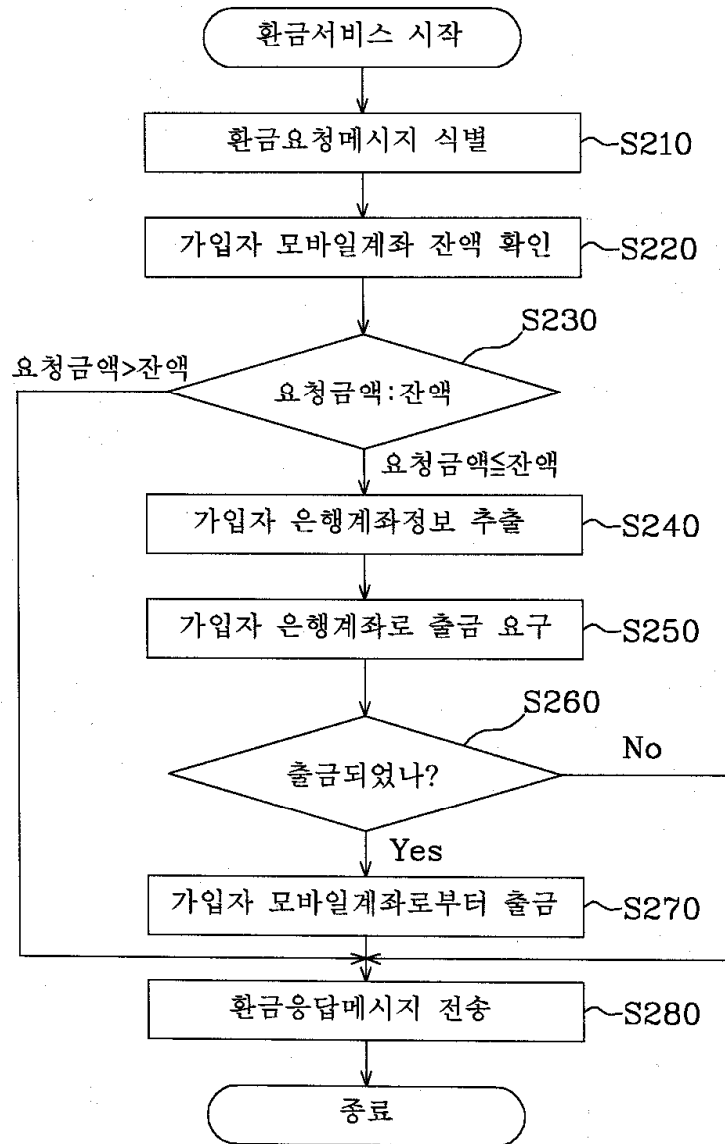 환금서비스 시작
환금요청메시지 식별
S210
가입자 모바일계좌 잔액 확인
S220
S230
요청금액>잔액
요청금액:잔액
요청금액≦잔액
가입자 은행계좌정보 추출
S240
가입자 은행계좌로 출금 요구
S250
S260
출금되었나?
No
Yes
가입자 모바일계좌로부터 출금
S270
환금응답메시지 전송
S280
종료